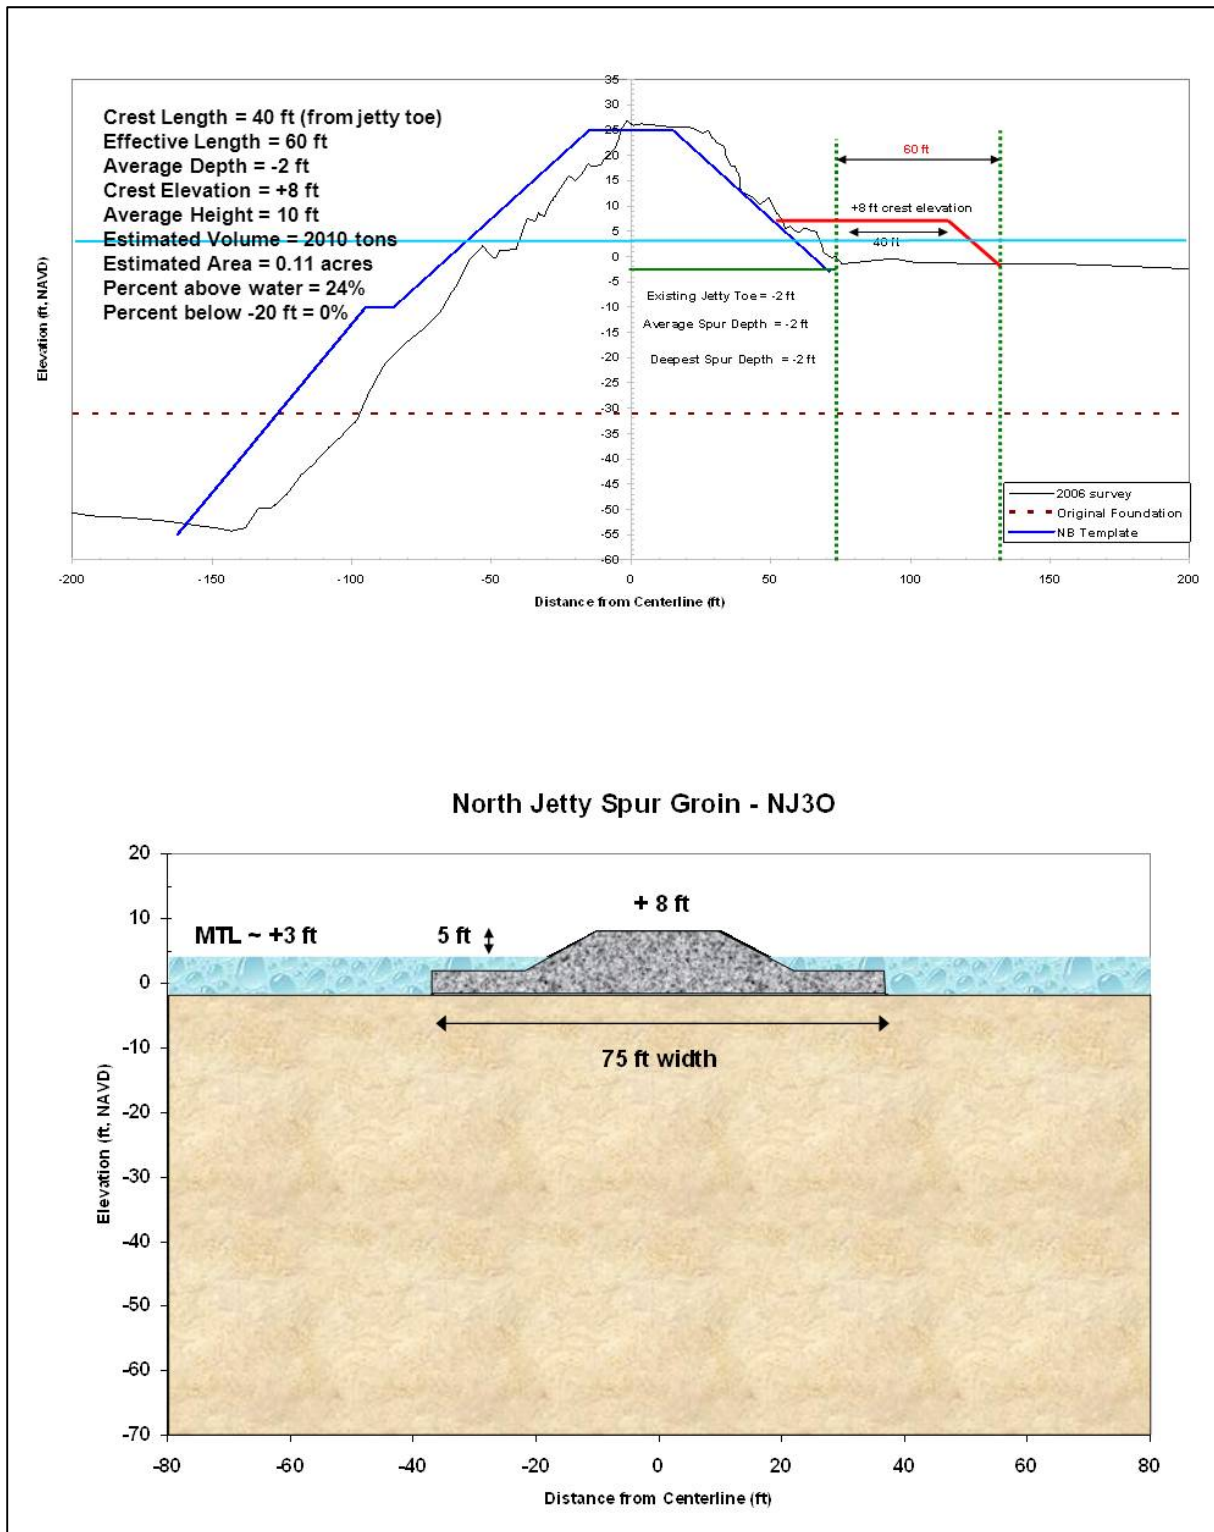 35
30
25
20
15
10
5
0
-5
-10
-15
-20
-25
-30
-35
-40
-45
-50
-55
-60
Elevation (ft, NAVD)
Crest Length = 40 ft (from jetty toe)
Effective Length = 60 ft
Average Depth = -2 ft
Crest Elevation = +8 ft
Average Height = 10 ft
Estimated Volume = 2010 tons
Estimated Area = 0.11 acres
Percent above water = 24%
Percent below -20 ft = 0%
60 ft
+8 ft crest elevation
40 ft
Existing Jetty Toe = -2 ft
Average Spur Depth = -2 ft
Deepest Spur Depth = -2 ft
2006 survey
Original Foundation
NB Template
-200 -150 -100 -50 0 50 100 150 200
Distance from Centerline (ft)
North Jetty Spur Groin - NJ3O
20
10
0
-10
-20
-30
-40
-50
-60
-70
Elevation (ft, NAVD)
+ 8 ft
MTL ~ +3 ft
5 ft
75 ft width
-80 -60 -40 -20 0 20 40 60 80
Distance from Centerline (ft)